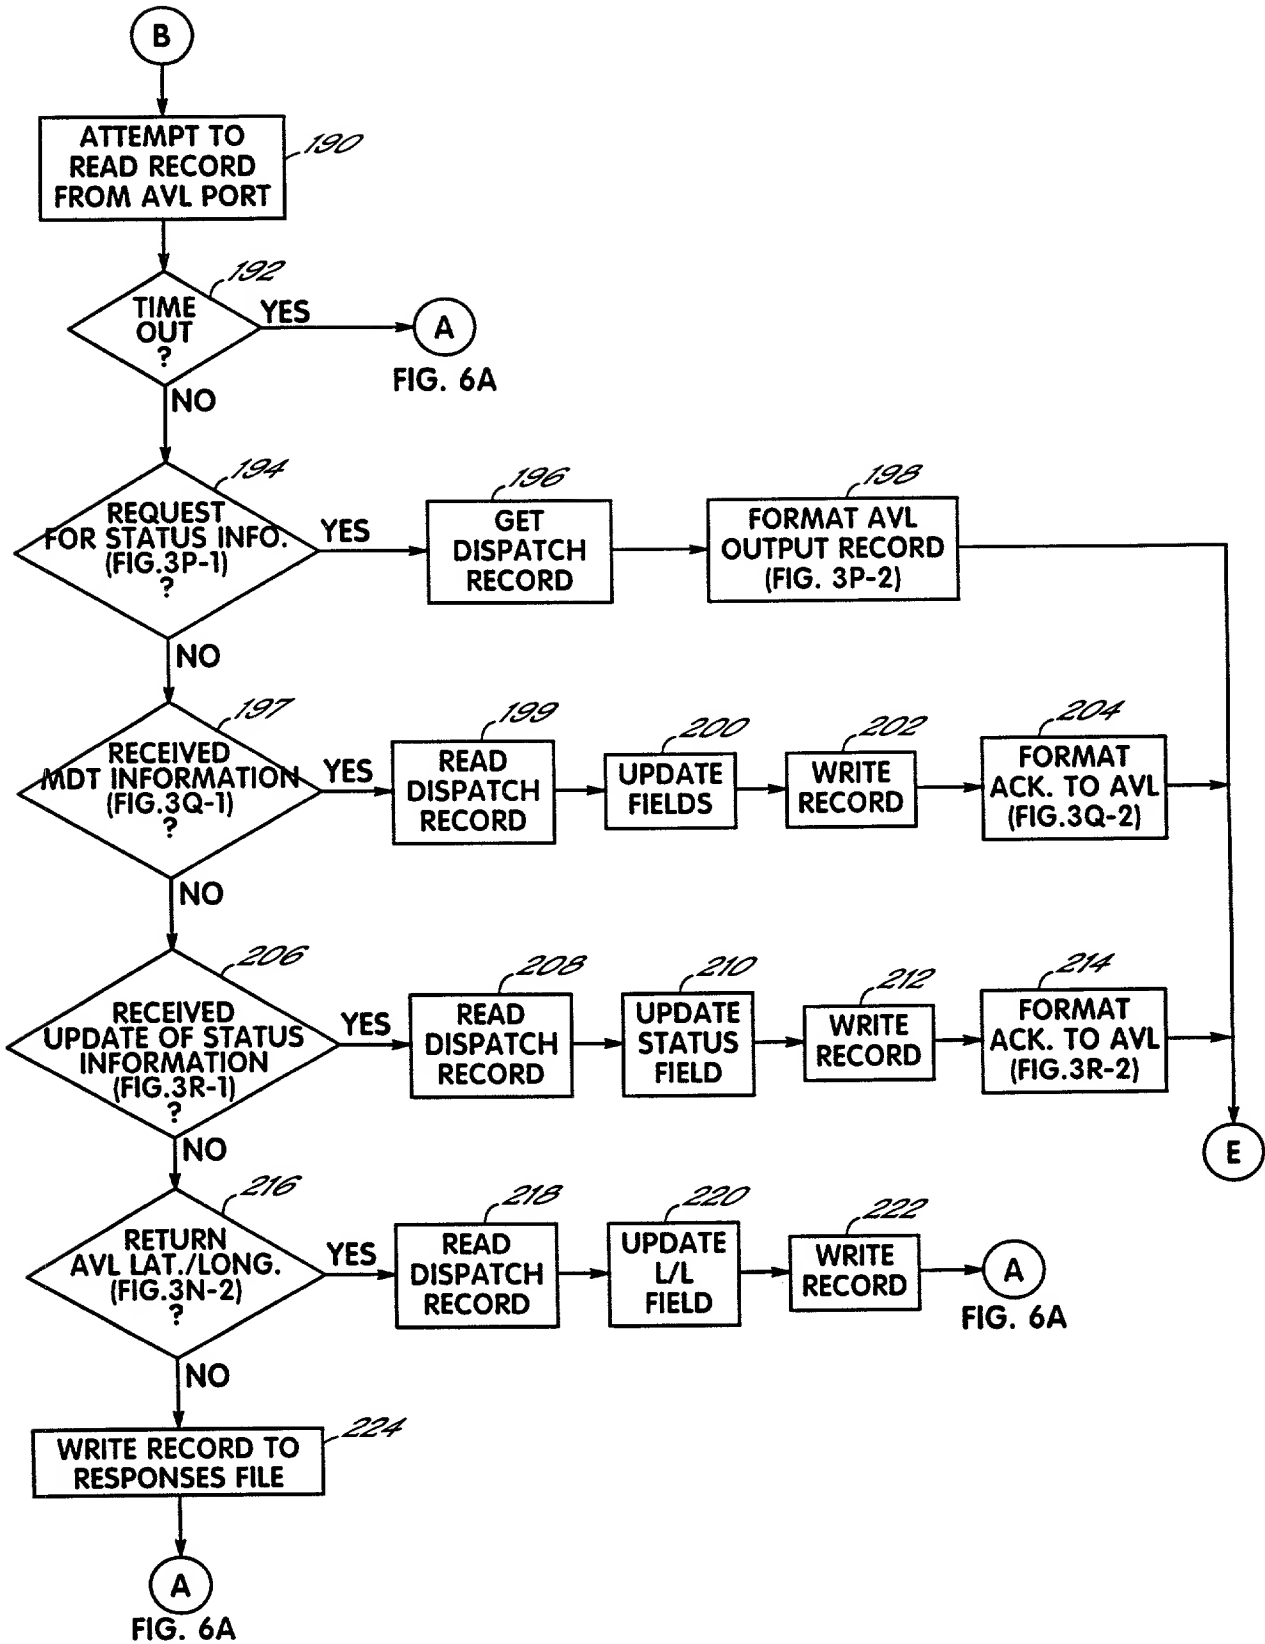 B
ATTEMPT TO
READ RECORD
FROM AVL PORT
190
192
TIME
OUT
?
YES
A
FIG. 6A
NO
194
REQUEST
FOR STATUS INFO.
(FIG.3P-1)
?
YES
196
GET
DISPATCH
RECORD
198
FORMAT AVL
OUTPUT RECORD
(FIG. 3P-2)
NO
197
RECEIVED
MDT INFORMATION
(FIG.3Q-1)
?
YES
199
READ
DISPATCH
RECORD
200
UPDATE
FIELDS
202
WRITE
RECORD
204
FORMAT
ACK. TO AVL
(FIG.3Q-2)
NO
206
RECEIVED
UPDATE OF STATUS
INFORMATION
(FIG.3R-1)
?
YES
208
READ
DISPATCH
RECORD
210
UPDATE
STATUS
FIELD
212
WRITE
RECORD
214
FORMAT
ACK. TO AVL
(FIG.3R-2)
E
NO
216
RETURN
AVL LAT./LONG.
(FIG.3N-2)
?
YES
218
READ
DISPATCH
RECORD
220
UPDATE
L/L
FIELD
222
WRITE
RECORD
A
FIG. 6A
NO
224
WRITE RECORD TO
RESPONSES FILE
A
FIG. 6A